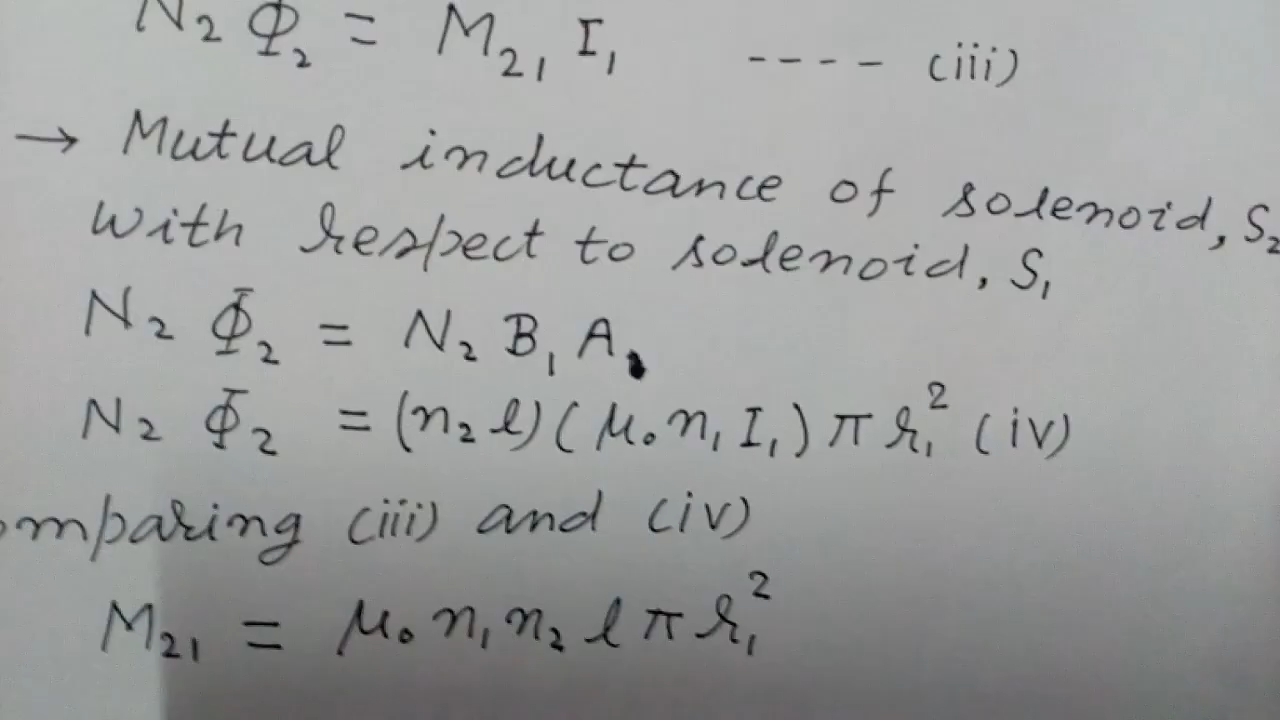 N₂ Φ₂ = M₂₁ I₁ ---- (iii)
→ Mutual inductance of solenoid, S₂
with respect to solenoid, S₁
N₂ Φ₂ = N₂ B₁ A₁
N₂ Φ₂ = (n₂ l) (μ₀ n₁ I₁) π r₁² (iv)
omparing (iii) and (iv)
M₂₁ = μ₀ n₁ n₂ l π r₁²